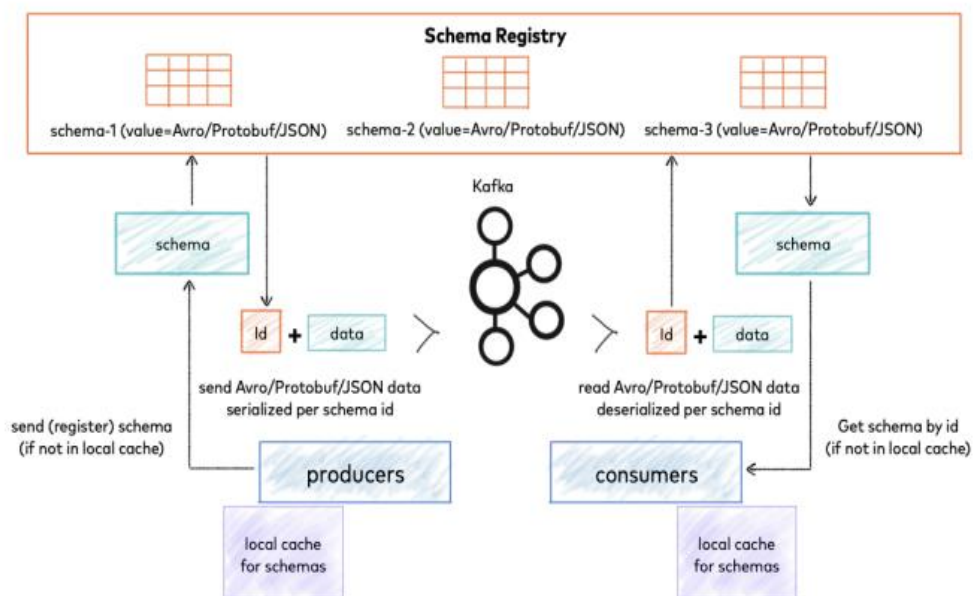 Schema Registry
schema-1 (value=Avro/Protobuf/JSON)
schema-2 (value=Avro/Protobuf/JSON)
schema-3 (value=Avro/Protobuf/JSON)
Kafka
schema
schema
Id + data
Id + data
send Avro/Protobuf/JSON data
serialized per schema id
read Avro/Protobuf/JSON data
deserialized per schema id
send (register) schema
(if not in local cache)
Get schema by id
(if not in local cache)
producers
consumers
local cache
for schemas
local cache
for schemas